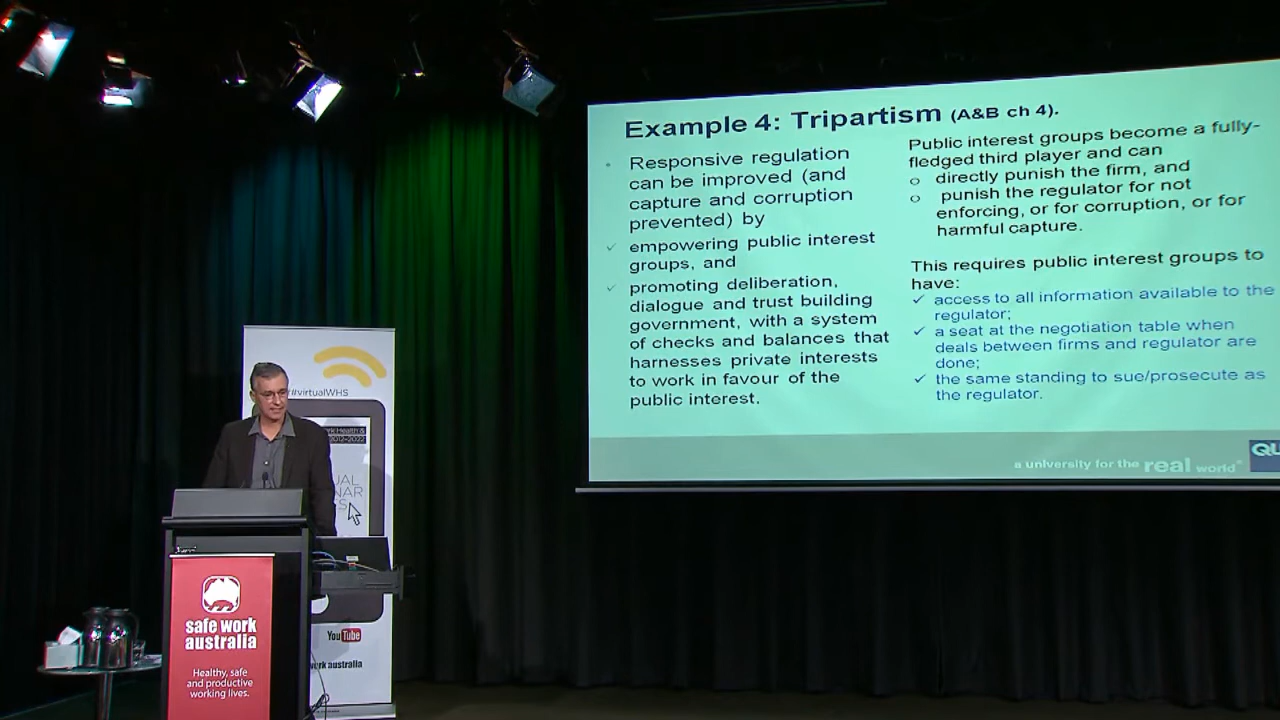 Example 4: Tripartism (A&B ch 4).
• Responsive regulation
can be improved (and
capture and corruption
prevented) by
✓ empowering public interest
groups, and
✓ promoting deliberation,
dialogue and trust building
government, with a system
of checks and balances that
harnesses private interests
to work in favour of the
public interest.
Public interest groups become a fully-
fledged third player and can
o directly punish the firm, and
o punish the regulator for not
enforcing, or for corruption, or for
harmful capture.
This requires public interest groups to
have:
✓ access to all information available to the
regulator;
✓ a seat at the negotiation table when
deals between firms and regulator are
done;
✓ the same standing to sue/prosecute as
the regulator.
a university for the real world
#virtualWHS
2012-2022
YouTube
australia
safe work
australia
Healthy, safe
and productive
working lives.